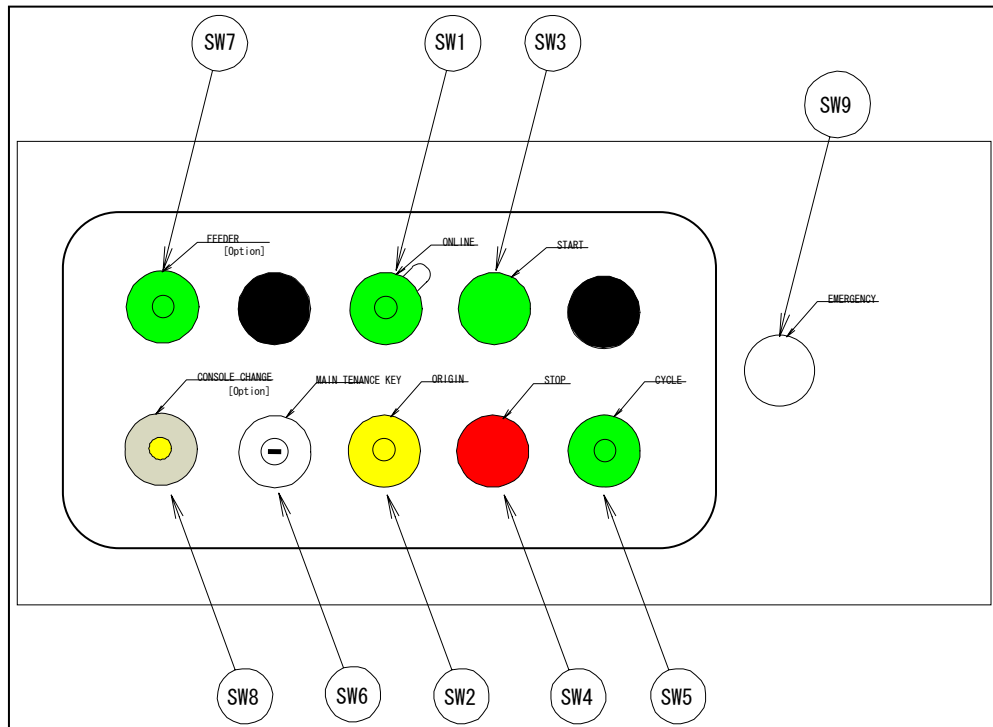 SW7
SW1
SW3
SW9
FEEDER
[Option]
ONLINE
START
EMERGENCY
CONSOLE CHANGE
[Option]
MAIN TENANCE KEY
ORIGIN
STOP
CYCLE
SW8
SW6
SW2
SW4
SW5